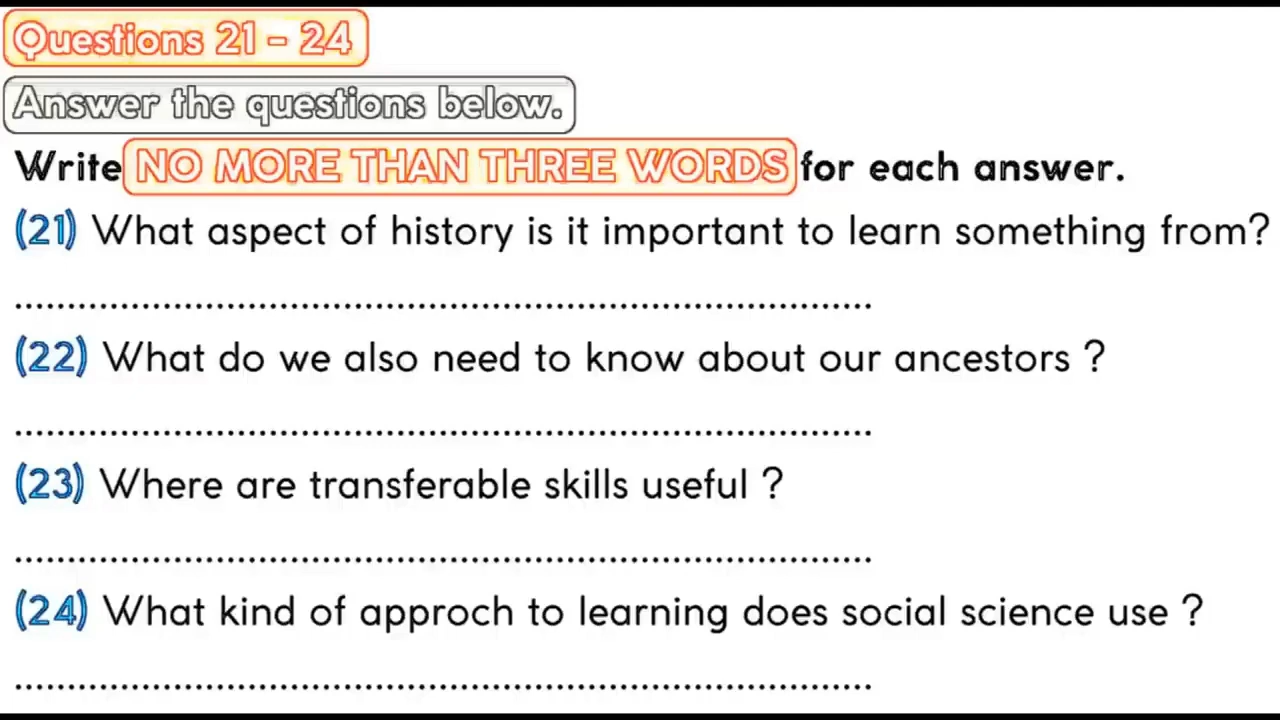 Questions 21 - 24
Answer the questions below.
Write NO MORE THAN THREE WORDS for each answer.
(21) What aspect of history is it important to learn something from?
................................................................................
(22) What do we also need to know about our ancestors ?
................................................................................
(23) Where are transferable skills useful ?
................................................................................
(24) What kind of approch to learning does social science use ?
................................................................................